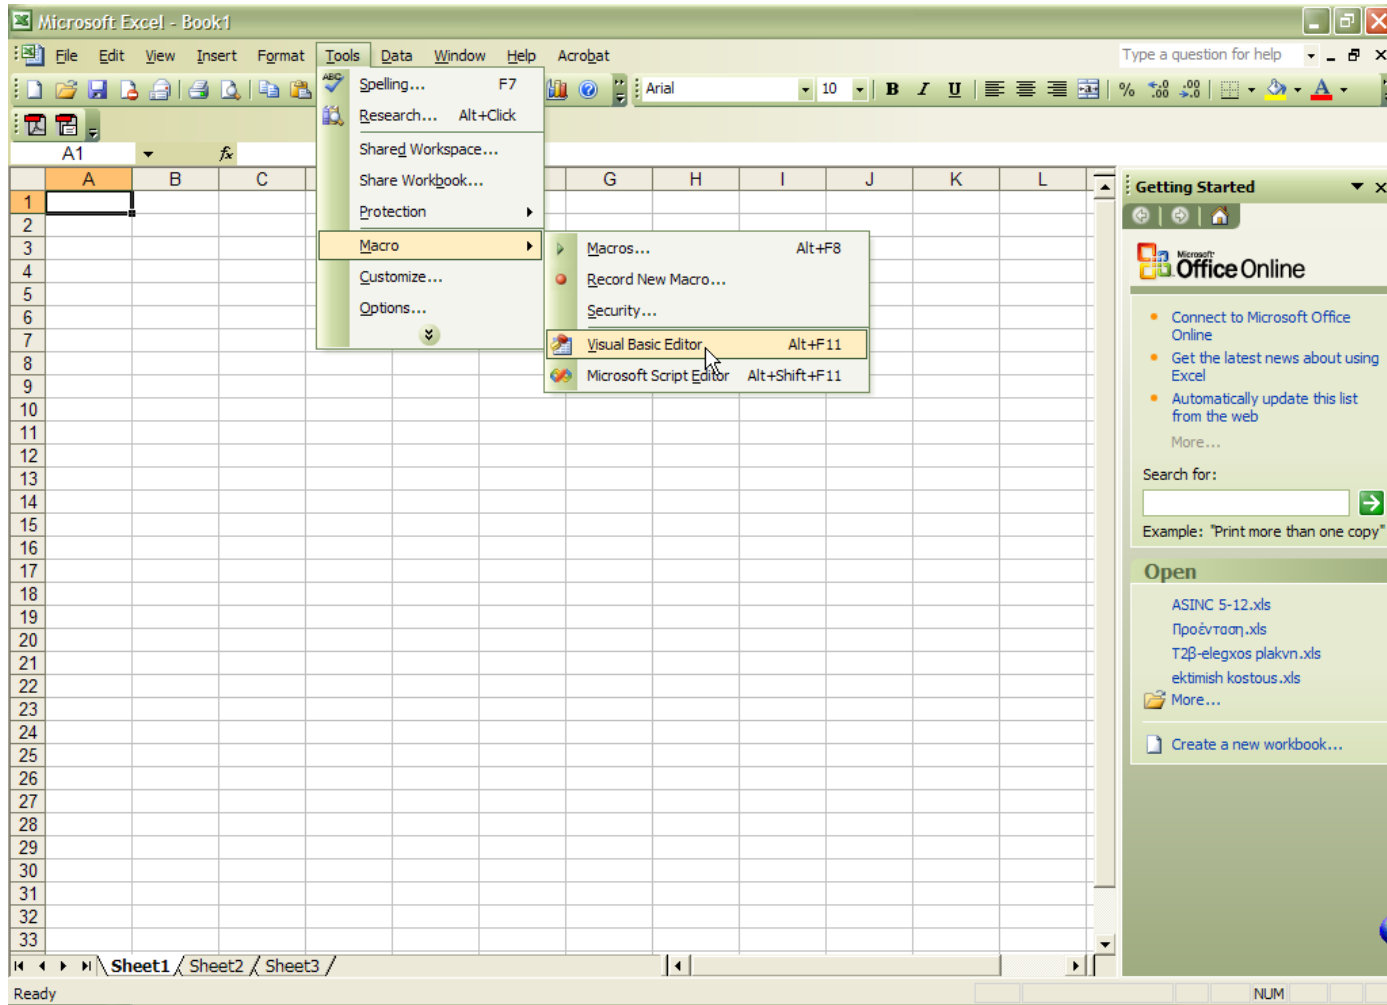 Microsoft Excel - Book1
File Edit View Insert Format Tools Data Window Help Acrobat Type a question for help
Arial 10 B I U %
A1 fx
Spelling... F7
Research... Alt+Click
Shared Workspace...
Share Workbook...
Protection
Macro
Customize...
Options...
Macros... Alt+F8
Record New Macro...
Security...
Visual Basic Editor Alt+F11
Microsoft Script Editor Alt+Shift+F11
A B C G H I J K L
1
2
3
4
5
6
7
8
9
10
11
12
13
14
15
16
17
18
19
20
21
22
23
24
25
26
27
28
29
30
31
32
33
Getting Started
Microsoft
Office Online
Connect to Microsoft Office
Online
Get the latest news about using
Excel
Automatically update this list
from the web
More...
Search for:
Example: "Print more than one copy"
Open
ASINC 5-12.xls
Προένταση.xls
Τ2β-elegxos plakvn.xls
ektimish kostous.xls
More...
Create a new workbook...
Sheet1 Sheet2 Sheet3
Ready NUM